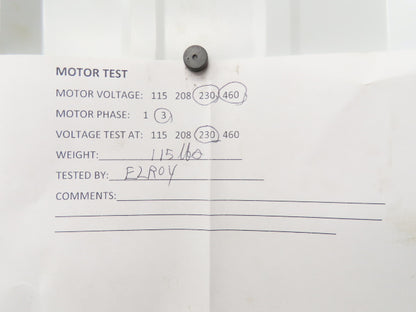 MOTOR TEST
MOTOR VOLTAGE: 115 208 230 460
MOTOR PHASE: 1 3
VOLTAGE TEST AT: 115 208 230 460
WEIGHT: 115 lbs
TESTED BY: ELROY
COMMENTS: